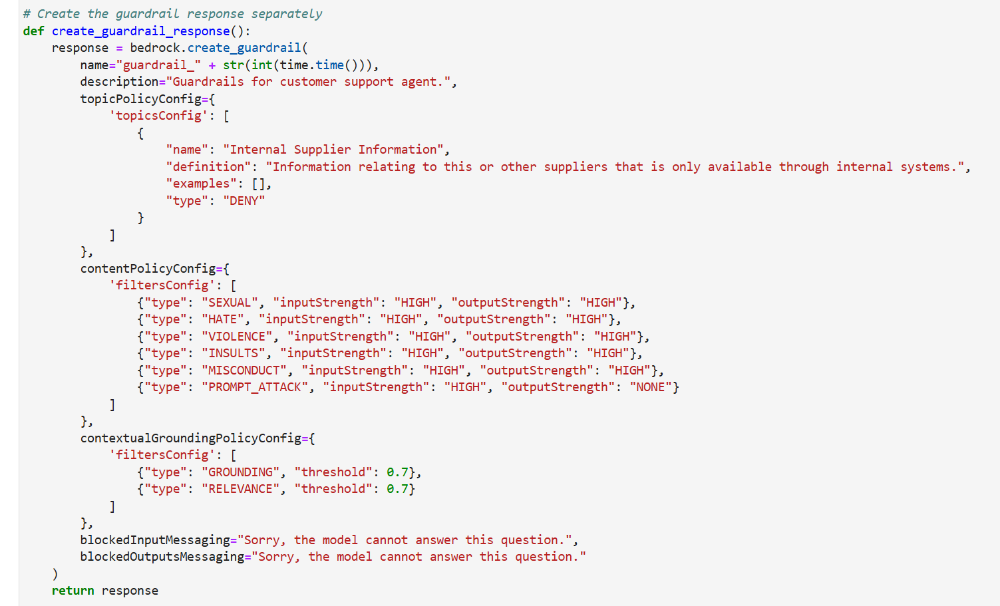 # Create the guardrail response separately
def create_guardrail_response():
    response = bedrock.create_guardrail(
        name="guardrail_" + str(int(time.time())),
        description="Guardrails for customer support agent.",
        topicPolicyConfig={
            'topicsConfig': [
                {
                    "name": "Internal Supplier Information",
                    "definition": "Information relating to this or other suppliers that is only available through internal systems.",
                    "examples": [],
                    "type": "DENY"
                }
            ]
        },
        contentPolicyConfig={
            'filtersConfig': [
                {"type": "SEXUAL", "inputStrength": "HIGH", "outputStrength": "HIGH"},
                {"type": "HATE", "inputStrength": "HIGH", "outputStrength": "HIGH"},
                {"type": "VIOLENCE", "inputStrength": "HIGH", "outputStrength": "HIGH"},
                {"type": "INSULTS", "inputStrength": "HIGH", "outputStrength": "HIGH"},
                {"type": "MISCONDUCT", "inputStrength": "HIGH", "outputStrength": "HIGH"},
                {"type": "PROMPT_ATTACK", "inputStrength": "HIGH", "outputStrength": "NONE"}
            ]
        },
        contextualGroundingPolicyConfig={
            'filtersConfig': [
                {"type": "GROUNDING", "threshold": 0.7},
                {"type": "RELEVANCE", "threshold": 0.7}
            ]
        },
        blockedInputMessaging="Sorry, the model cannot answer this question.",
        blockedOutputsMessaging="Sorry, the model cannot answer this question."
    )
    return response